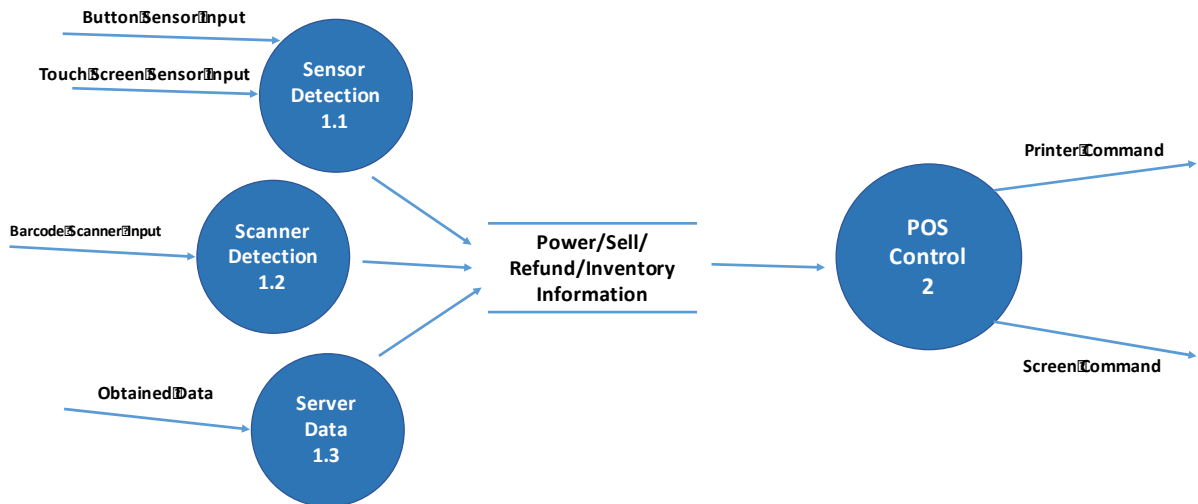 Button Sensor Input
Touch Screen Sensor Input
Sensor
Detection
1.1
Barcode Scanner Input
Scanner
Detection
1.2
Obtained Data
Server
Data
1.3
Power/Sell/
Refund/Inventory
Information
POS
Control
2
Printer Command
Screen Command